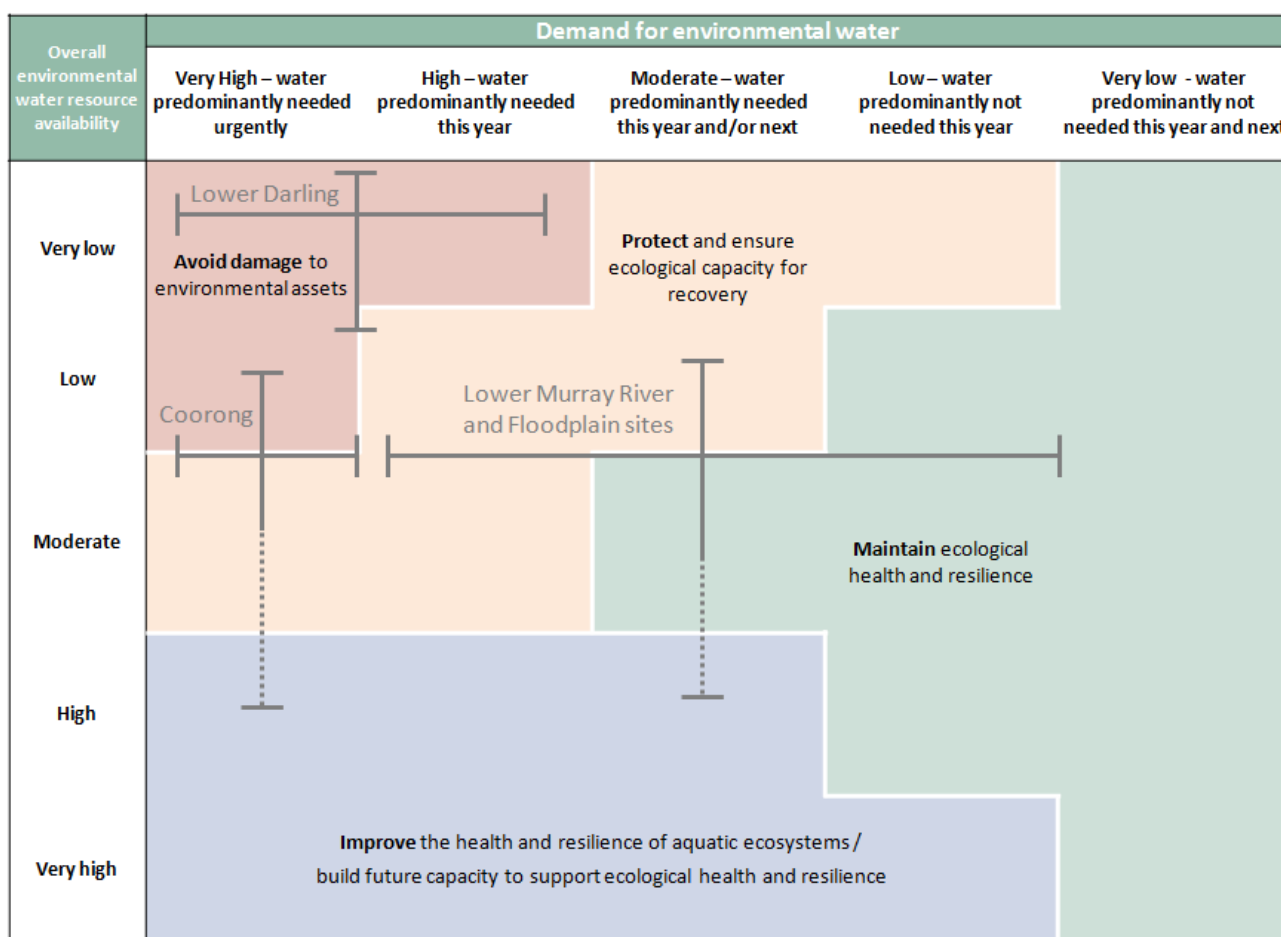 Demand for environmental water
Overall
environmental
water resource
availability
Very High – water
predominantly needed
urgently
High – water
predominantly needed
this year
Moderate – water
predominantly needed
this year and/or next
Low – water
predominantly not
needed this year
Very low - water
predominantly not
needed this year and next
Very low
Lower Darling
Avoid damage to
environmental assets
Protect and ensure
ecological capacity for
recovery
Low
Coorong
Lower Murray River
and Floodplain sites
Moderate
Maintain ecological
health and resilience
High
Very high
Improve the health and resilience of aquatic ecosystems /
build future capacity to support ecological health and resilience